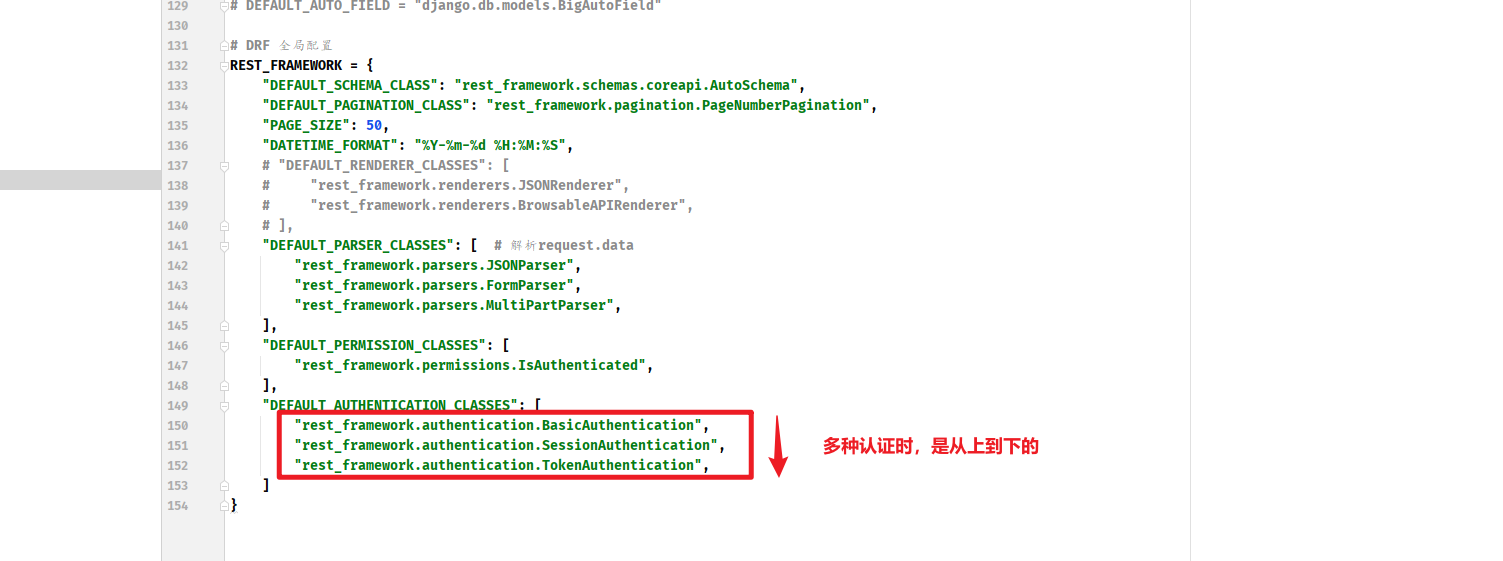 129 # DEFAULT_AUTO_FIELD = "django.db.models.BigAutoField"
130
131 # DRF 全局配置
132 REST_FRAMEWORK = {
133     "DEFAULT_SCHEMA_CLASS": "rest_framework.schemas.coreapi.AutoSchema",
134     "DEFAULT_PAGINATION_CLASS": "rest_framework.pagination.PageNumberPagination",
135     "PAGE_SIZE": 50,
136     "DATETIME_FORMAT": "%Y-%m-%d %H:%M:%S",
137     # "DEFAULT_RENDERER_CLASSES": [
138     #     "rest_framework.renderers.JSONRenderer",
139     #     "rest_framework.renderers.BrowsableAPIRenderer",
140     # ],
141     "DEFAULT_PARSER_CLASSES": [  # 解析request.data
142         "rest_framework.parsers.JSONParser",
143         "rest_framework.parsers.FormParser",
144         "rest_framework.parsers.MultiPartParser",
145     ],
146     "DEFAULT_PERMISSION_CLASSES": [
147         "rest_framework.permissions.IsAuthenticated",
148     ],
149     "DEFAULT_AUTHENTICATION_CLASSES": [
150         "rest_framework.authentication.BasicAuthentication",
151         "rest_framework.authentication.SessionAuthentication",
多种认证时，是从上到下的
152         "rest_framework.authentication.TokenAuthentication",
153     ]
154 }